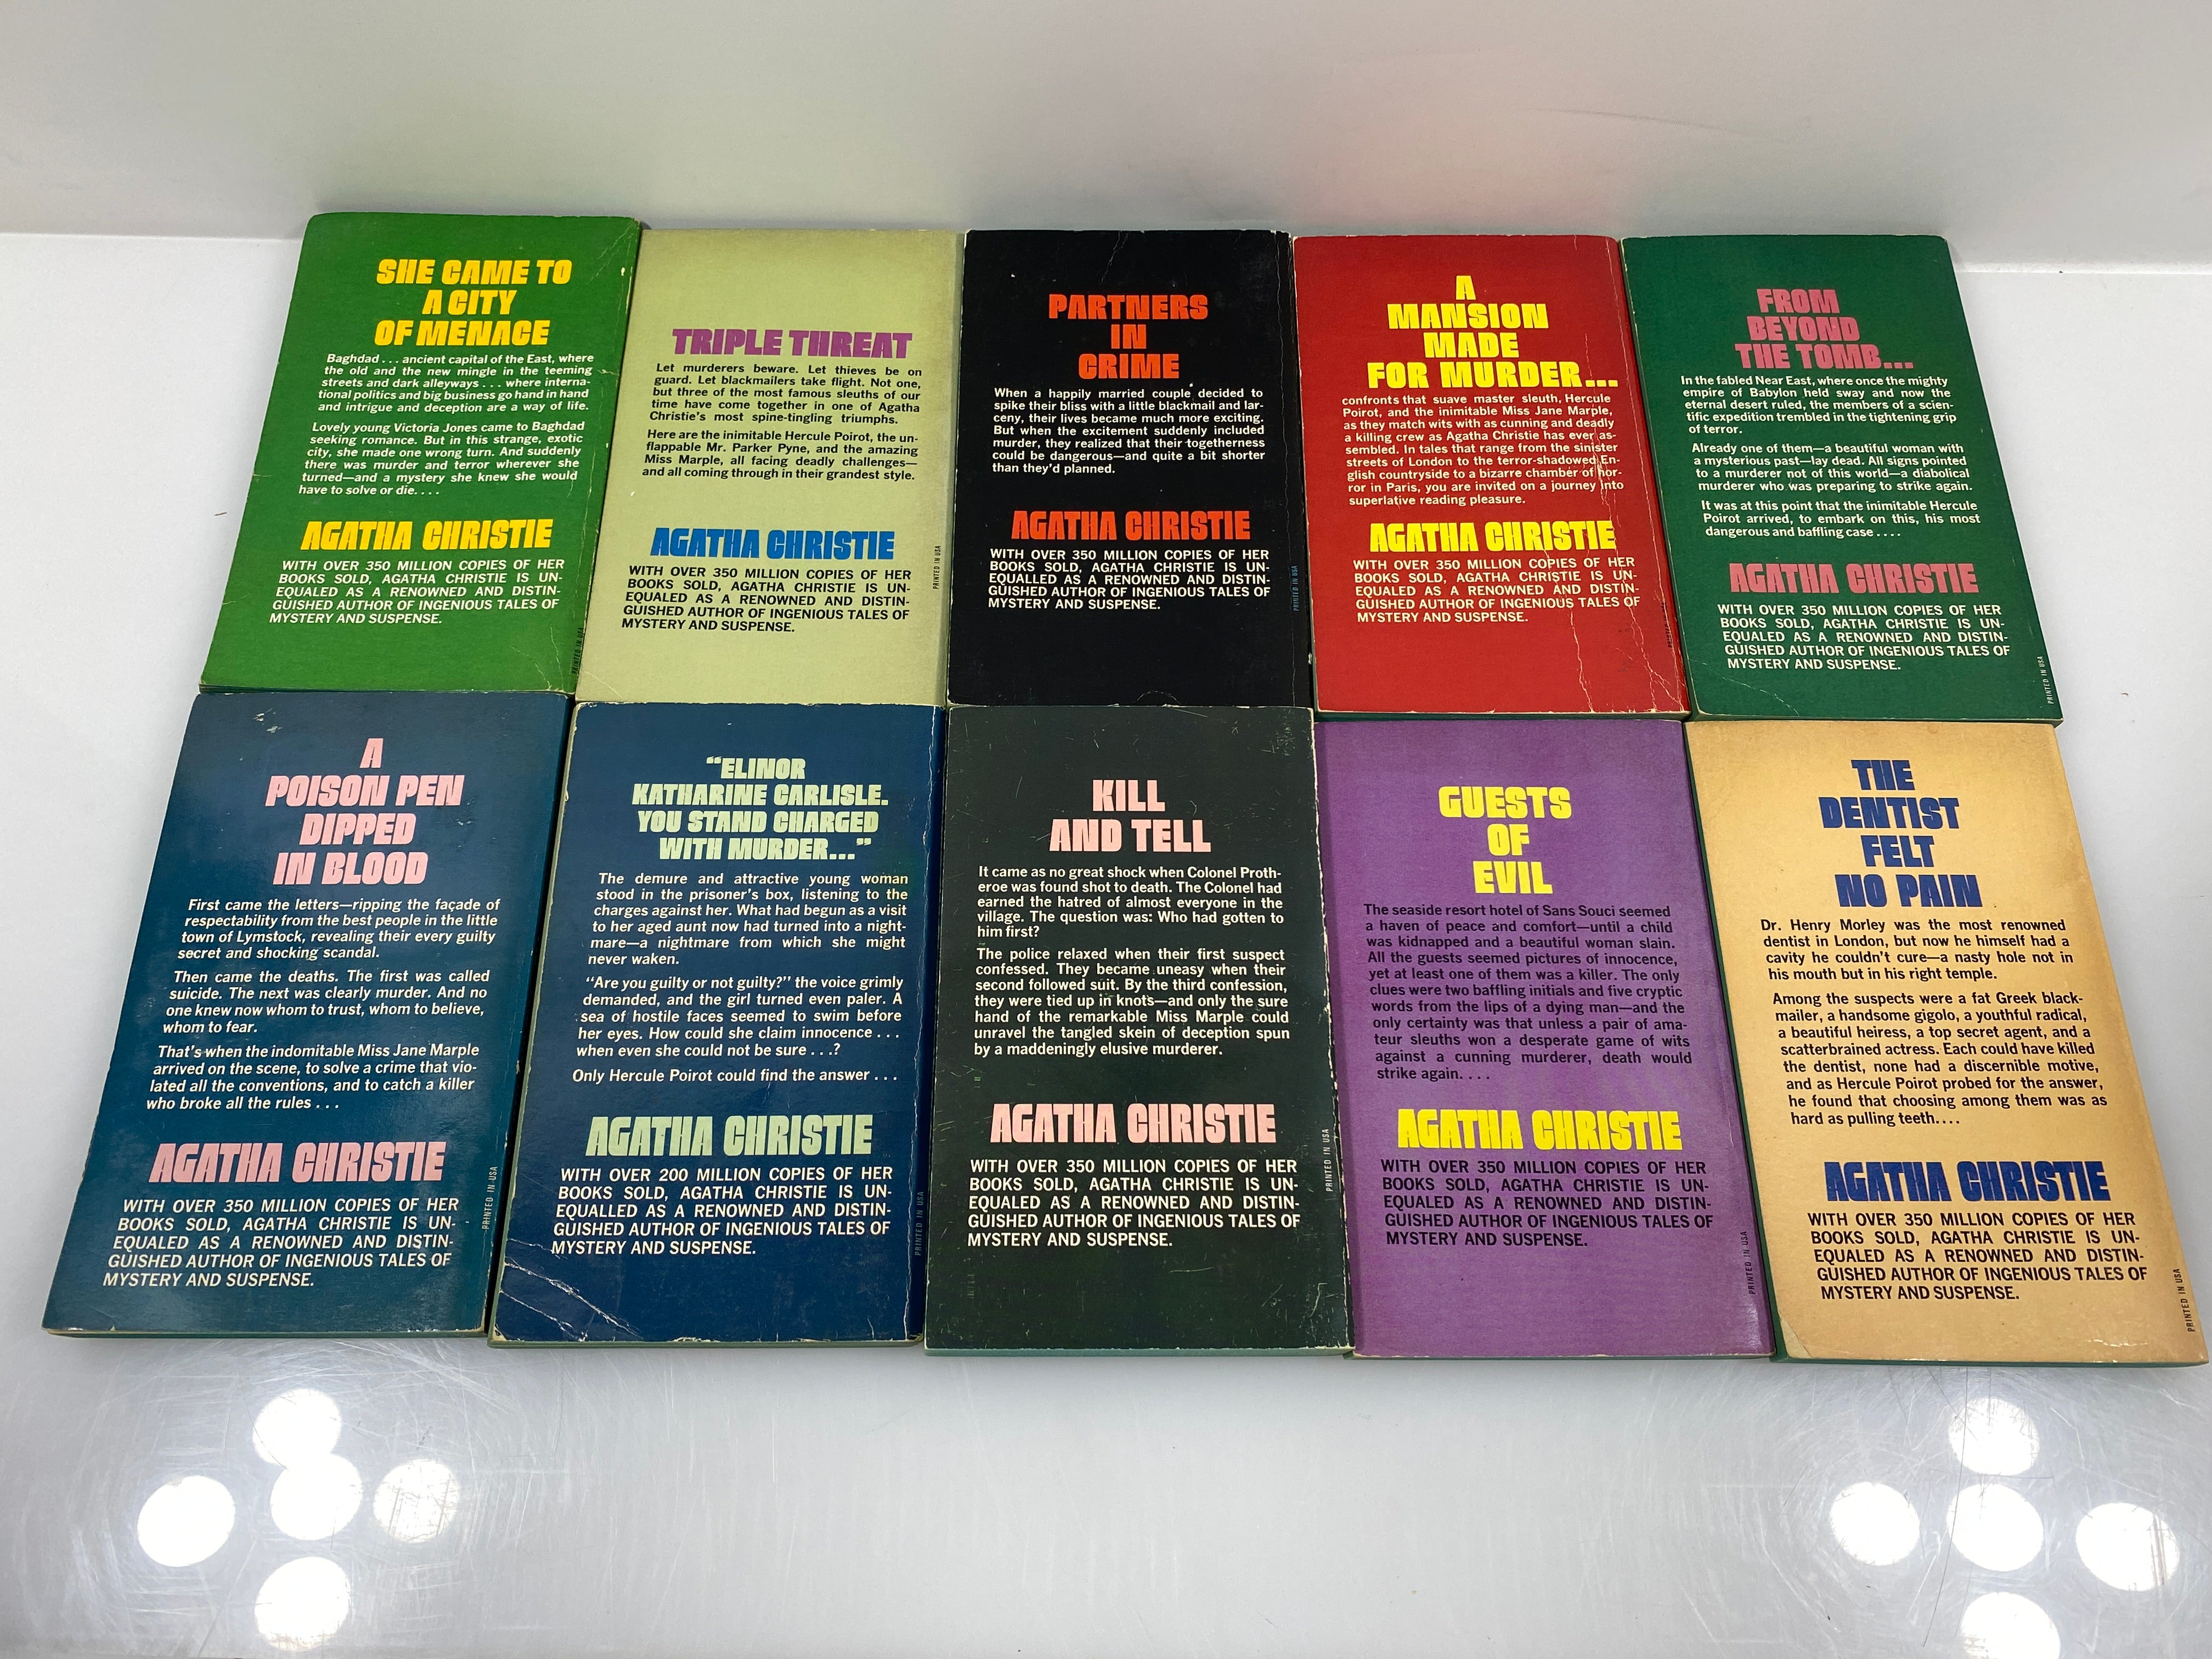 SHE CAME TO
A CITY
OF MENACE
Baghdad . . . ancient capital of the East, where
the old and the new mingle in the teeming
streets and dark alleyways . . . where interna-
tional politics and big business go hand in hand
and intrigue and deception are a way of life.
Lovely young Victoria Jones came to Baghdad
seeking romance. But in this strange, exotic
city, she made one wrong turn. And suddenly
there was murder and terror wherever she
turned—and a mystery she knew she would
have to solve or die. . . .
AGATHA CHRISTIE
WITH OVER 350 MILLION COPIES OF HER
BOOKS SOLD, AGATHA CHRISTIE IS UN-
EQUALED AS A RENOWNED AND DISTIN-
GUISHED AUTHOR OF INGENIOUS TALES OF
MYSTERY AND SUSPENSE.
PRINTED IN USA
TRIPLE THREAT
Let murderers beware. Let thieves be on
guard. Let blackmailers take flight. Not one,
but three of the most famous sleuths of our
time have come together in one of Agatha
Christie's most spine-tingling triumphs.
Here are the inimitable Hercule Poirot, the un-
flappable Mr. Parker Pyne, and the amazing
Miss Marple, all facing deadly challenges—
and all coming through in their grandest style.
AGATHA CHRISTIE
WITH OVER 350 MILLION COPIES OF HER
BOOKS SOLD, AGATHA CHRISTIE IS UN-
EQUALED AS A RENOWNED AND DISTIN-
GUISHED AUTHOR OF INGENIOUS TALES OF
MYSTERY AND SUSPENSE.
PRINTED IN USA
PARTNERS
IN
CRIME
When a happily married couple decided to
spike their bliss with a little blackmail and lar-
ceny, their lives became much more exciting.
But when the excitement suddenly included
murder, they realized that their togetherness
could be dangerous—and quite a bit shorter
than they'd planned.
AGATHA CHRISTIE
WITH OVER 350 MILLION COPIES OF HER
BOOKS SOLD, AGATHA CHRISTIE IS UN-
EQUALLED AS A RENOWNED AND DISTIN-
GUISHED AUTHOR OF INGENIOUS TALES OF
MYSTERY AND SUSPENSE.
PRINTED IN USA
A
MANSION
MADE
FOR MURDER...
confronts that suave master sleuth, Hercule
Poirot, and the inimitable Miss Jane Marple,
as they match wits with as cunning and deadly
a killing crew as Agatha Christie has ever as-
sembled. In tales that range from the sinister
streets of London to the terror-shadowed En-
glish countryside to a bizarre chamber of hor-
ror in Paris, you are invited on a journey into
superlative reading pleasure.
AGATHA CHRISTIE
WITH OVER 350 MILLION COPIES OF HER
BOOKS SOLD, AGATHA CHRISTIE IS UN-
EQUALED AS A RENOWNED AND DISTIN-
GUISHED AUTHOR OF INGENIOUS TALES OF
MYSTERY AND SUSPENSE.
FROM
BEYOND
THE TOMB...
In the fabled Near East, where once the mighty
empire of Babylon held sway and now the
eternal desert ruled, the members of a scien-
tific expedition trembled in the tightening grip
of terror.
Already one of them—a beautiful woman with
a mysterious past—lay dead. All signs pointed
to a murderer not of this world—a diabolical
murderer who was preparing to strike again.
It was at this point that the inimitable Hercule
Poirot arrived, to embark on this, his most
dangerous and baffling case . . . .
AGATHA CHRISTIE
WITH OVER 350 MILLION COPIES OF HER
BOOKS SOLD, AGATHA CHRISTIE IS UN-
EQUALED AS A RENOWNED AND DISTIN-
GUISHED AUTHOR OF INGENIOUS TALES OF
MYSTERY AND SUSPENSE.
PRINTED IN USA
A
POISON PEN
DIPPED
IN BLOOD
First came the letters—ripping the façade of
respectability from the best people in the little
town of Lymstock, revealing their every guilty
secret and shocking scandal.
Then came the deaths. The first was called
suicide. The next was clearly murder. And no
one knew now whom to trust, whom to believe,
whom to fear.
That's when the indomitable Miss Jane Marple
arrived on the scene, to solve a crime that vio-
lated all the conventions, and to catch a killer
who broke all the rules . . .
AGATHA CHRISTIE
WITH OVER 350 MILLION COPIES OF HER
BOOKS SOLD, AGATHA CHRISTIE IS UN-
EQUALED AS A RENOWNED AND DISTIN-
GUISHED AUTHOR OF INGENIOUS TALES OF
MYSTERY AND SUSPENSE.
PRINTED IN USA
"ELINOR
KATHARINE CARLISLE.
YOU STAND CHARGED
WITH MURDER..."
The demure and attractive young woman
stood in the prisoner's box, listening to the
charges against her. What had begun as a visit
to her aged aunt now had turned into a night-
mare—a nightmare from which she might
never waken.
"Are you guilty or not guilty?" the voice grimly
demanded, and the girl turned even paler. A
sea of hostile faces seemed to swim before
her eyes. How could she claim innocence . . .
when even she could not be sure . . .?
Only Hercule Poirot could find the answer . . .
AGATHA CHRISTIE
WITH OVER 200 MILLION COPIES OF HER
BOOKS SOLD, AGATHA CHRISTIE IS UN-
EQUALLED AS A RENOWNED AND DISTIN-
GUISHED AUTHOR OF INGENIOUS TALES OF
MYSTERY AND SUSPENSE.
PRINTED IN USA
KILL
AND TELL
It came as no great shock when Colonel Proth-
eroe was found shot to death. The Colonel had
earned the hatred of almost everyone in the
village. The question was: Who had gotten to
him first?
The police relaxed when their first suspect
confessed. They became uneasy when their
second followed suit. By the third confession,
they were tied up in knots—and only the sure
hand of the remarkable Miss Marple could
unravel the tangled skein of deception spun
by a maddeningly elusive murderer.
AGATHA CHRISTIE
WITH OVER 350 MILLION COPIES OF HER
BOOKS SOLD, AGATHA CHRISTIE IS UN-
EQUALED AS A RENOWNED AND DISTIN-
GUISHED AUTHOR OF INGENIOUS TALES OF
MYSTERY AND SUSPENSE.
PRINTED IN USA
GUESTS
OF
EVIL
The seaside resort hotel of Sans Souci seemed
a haven of peace and comfort—until a child
was kidnapped and a beautiful woman slain.
All the guests seemed pictures of innocence,
yet at least one of them was a killer. The only
clues were two baffling initials and five cryptic
words from the lips of a dying man—and the
only certainty was that unless a pair of ama-
teur sleuths won a desperate game of wits
against a cunning murderer, death would
strike again. . . .
AGATHA CHRISTIE
WITH OVER 350 MILLION COPIES OF HER
BOOKS SOLD, AGATHA CHRISTIE IS UN-
EQUALED AS A RENOWNED AND DISTIN-
GUISHED AUTHOR OF INGENIOUS TALES OF
MYSTERY AND SUSPENSE.
PRINTED IN USA
THE
DENTIST
FELT
NO PAIN
Dr. Henry Morley was the most renowned
dentist in London, but now he himself had a
cavity he couldn't cure—a nasty hole not in
his mouth but in his right temple.
Among the suspects were a fat Greek black-
mailer, a handsome gigolo, a youthful radical,
a beautiful heiress, a top secret agent, and a
scatterbrained actress. Each could have killed
the dentist, none had a discernible motive,
and as Hercule Poirot probed for the answer,
he found that choosing among them was as
hard as pulling teeth. . . .
AGATHA CHRISTIE
WITH OVER 350 MILLION COPIES OF HER
BOOKS SOLD, AGATHA CHRISTIE IS UN-
EQUALED AS A RENOWNED AND DISTIN-
GUISHED AUTHOR OF INGENIOUS TALES OF
MYSTERY AND SUSPENSE.
PRINTED IN USA